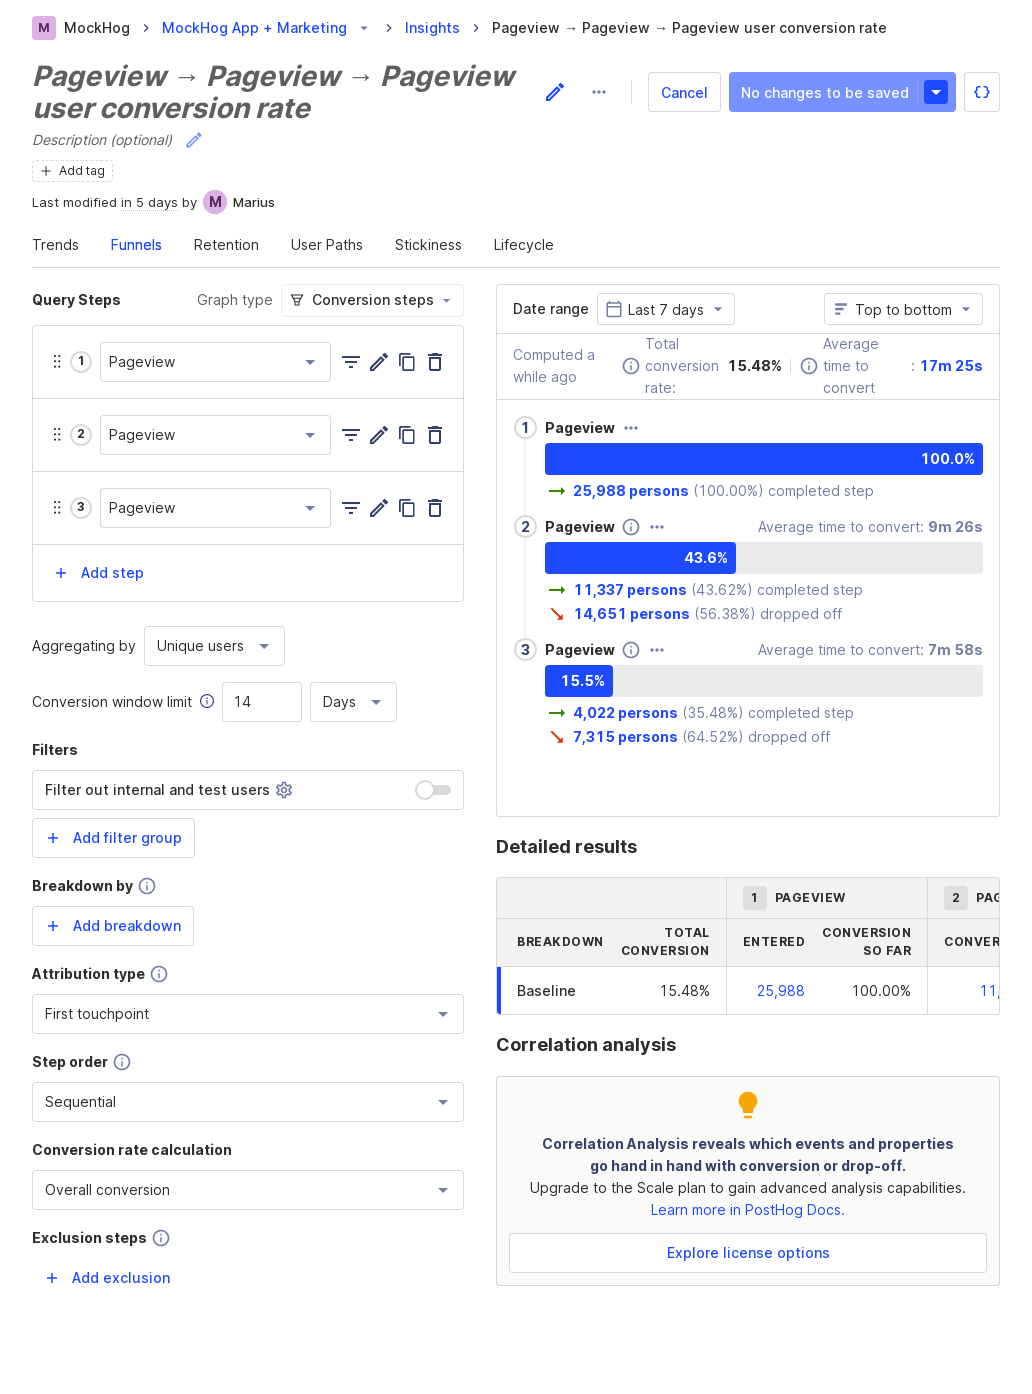 M MockHog MockHog App + Marketing Insights Pageview → Pageview → Pageview user conversion rate
Pageview → Pageview → Pageview
user conversion rate
Cancel
No changes to be saved
Description (optional)
Add tag
Last modified in 5 days by M Marius
Trends Funnels Retention User Paths Stickiness Lifecycle
Query Steps
Graph type
Conversion steps
1 Pageview
2 Pageview
3 Pageview
Add step
Aggregating by Unique users
Conversion window limit 14 Days
Filters
Filter out internal and test users
Add filter group
Breakdown by
Add breakdown
Attribution type
First touchpoint
Step order
Sequential
Conversion rate calculation
Overall conversion
Exclusion steps
Add exclusion
Date range Last 7 days Top to bottom
Computed a
while ago
Total
conversion
rate:
15.48%
Average
time to
convert
: 17m 25s
1 Pageview
100.0%
25,988 persons (100.00%) completed step
2 Pageview Average time to convert: 9m 26s
43.6%
11,337 persons (43.62%) completed step
14,651 persons (56.38%) dropped off
3 Pageview Average time to convert: 7m 58s
15.5%
4,022 persons (35.48%) completed step
7,315 persons (64.52%) dropped off
Detailed results
1 PAGEVIEW 2 PAG
BREAKDOWN
TOTAL
CONVERSION
ENTERED
CONVERSION
SO FAR
CONVER
Baseline 15.48% 25,988 100.00% 11,
Correlation analysis
Correlation Analysis reveals which events and properties
go hand in hand with conversion or drop-off.
Upgrade to the Scale plan to gain advanced analysis capabilities.
Learn more in PostHog Docs.
Explore license options